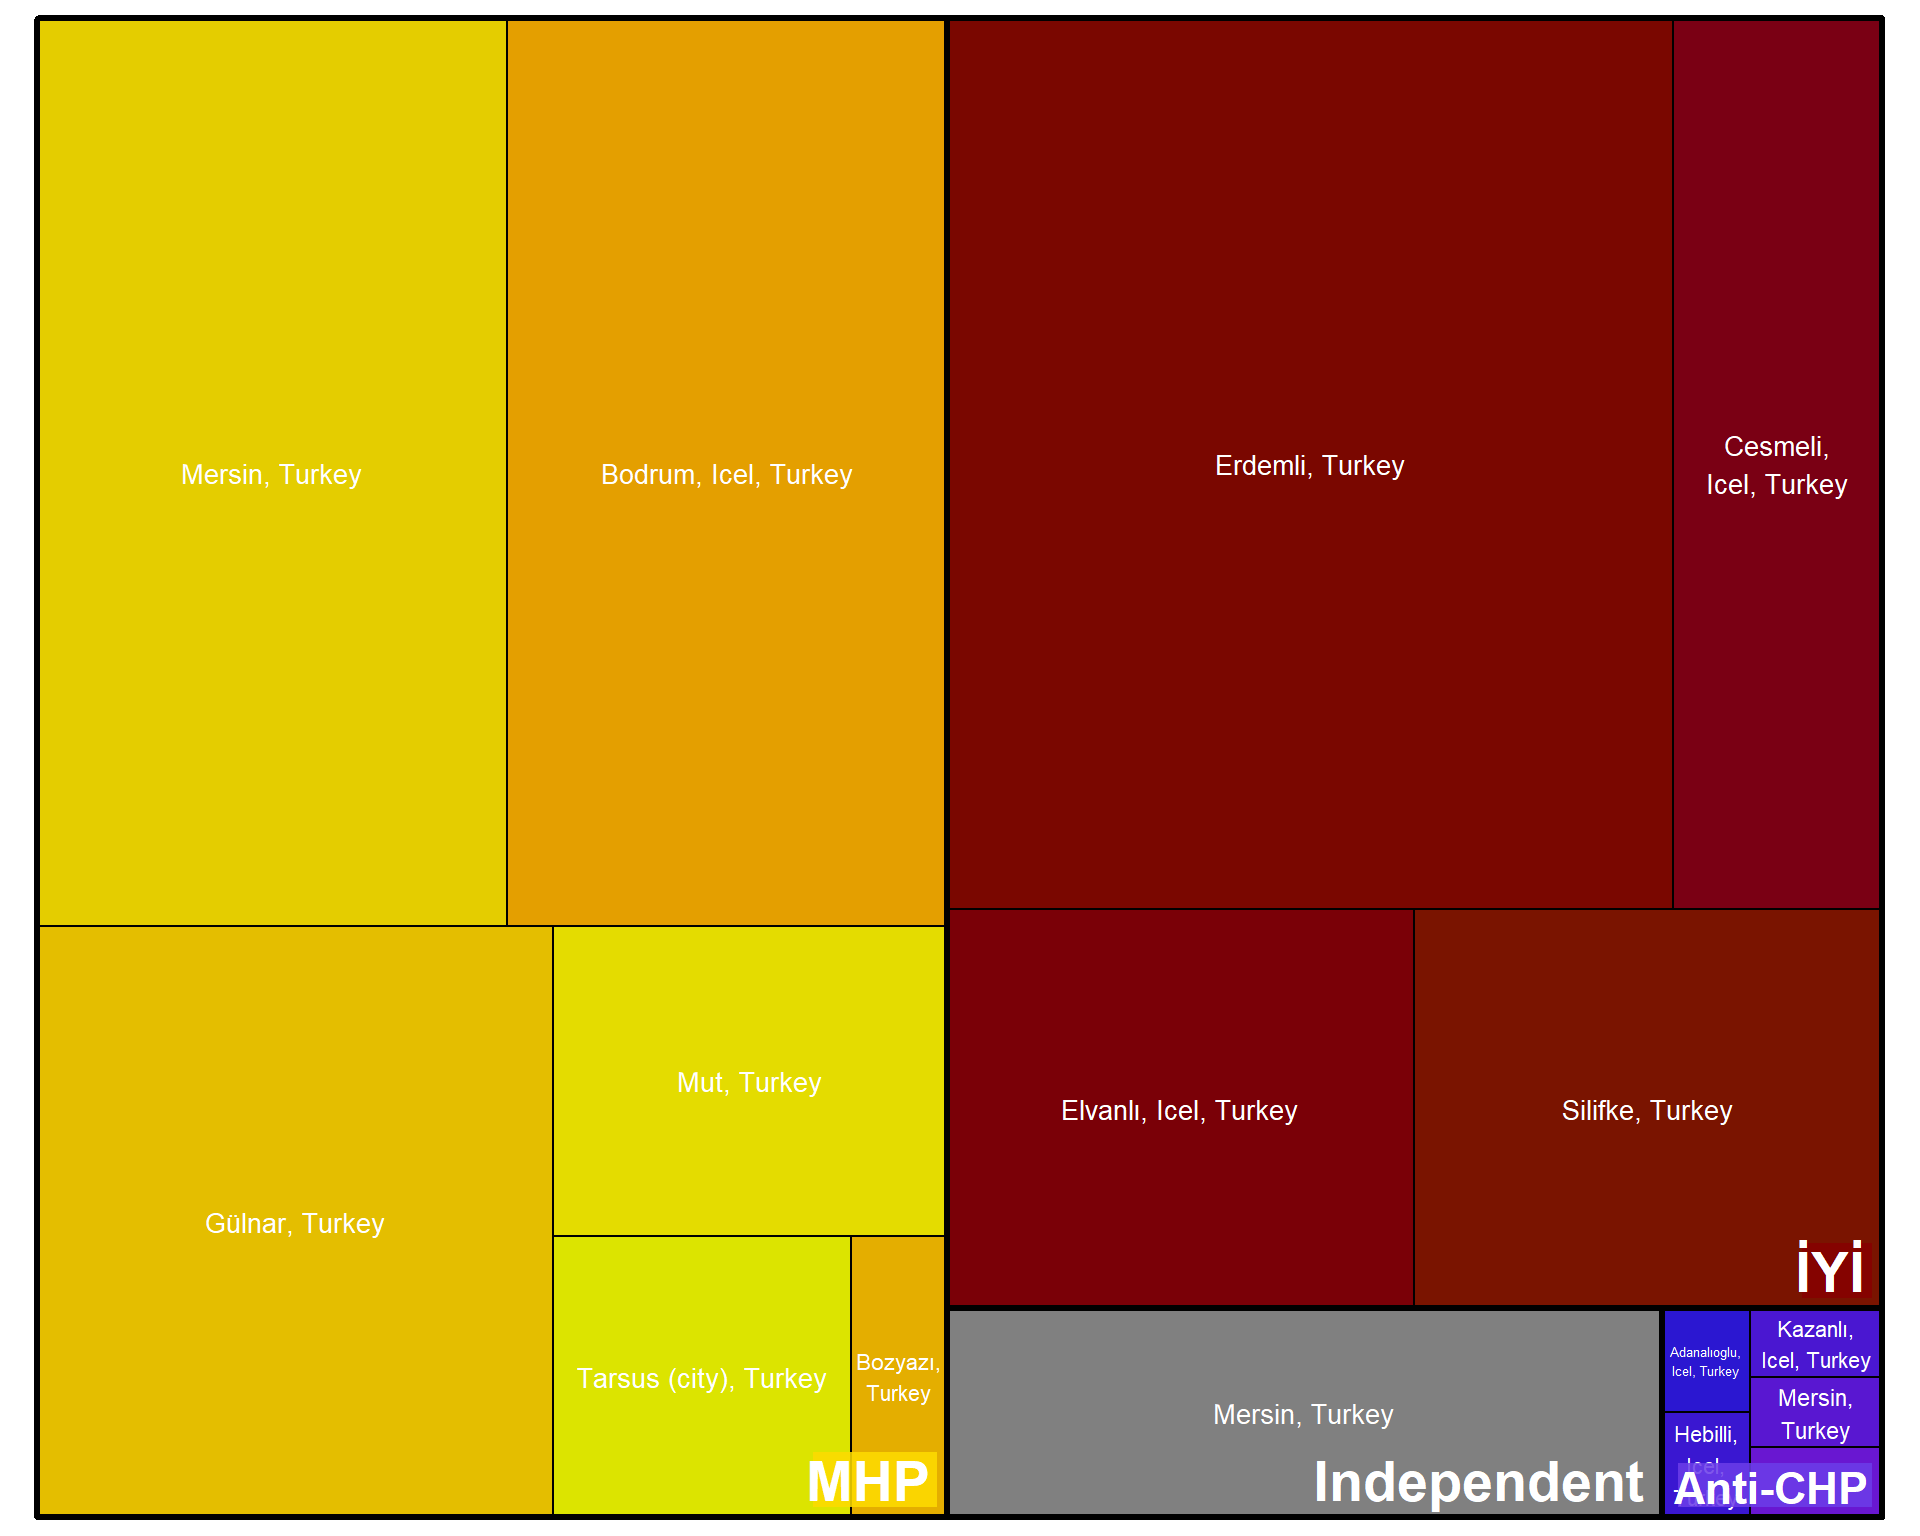 Mersin, Turkey
Bodrum, Icel, Turkey
Gülnar, Turkey
Mut, Turkey
Tarsus (city), Turkey
Bozyazı,
Turkey
MHP
Erdemli, Turkey
Cesmeli,
Icel, Turkey
Elvanlı, Icel, Turkey
Silifke, Turkey
İYİ
Mersin, Turkey
Independent
Adanalıoglu,
Icel, Turkey
Hebilli,
Icel,
Turkey
Kazanlı,
Icel, Turkey
Mersin,
Turkey
Anti-CHP